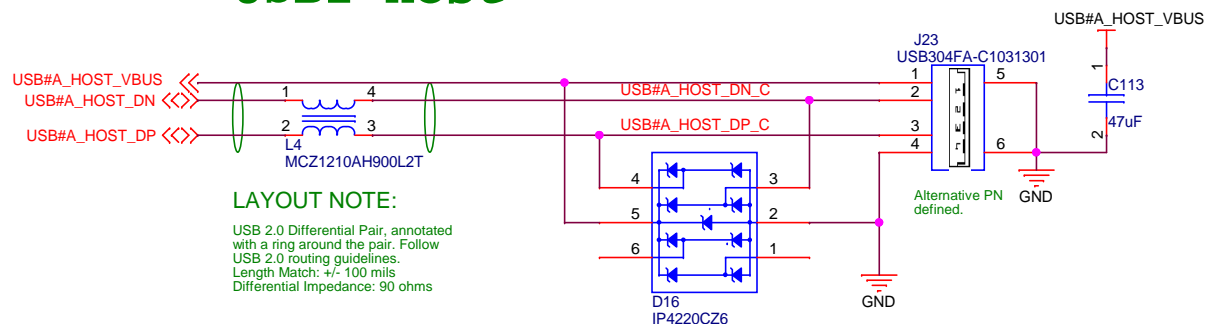 USB#A_HOST_VBUS
J23
USB304FA-C1031301
USB#A_HOST_VBUS
USB#A_HOST_DN
USB#A_HOST_DP
1
4
2
3
L4
MCZ1210AH900L2T
USB#A_HOST_DN_C
USB#A_HOST_DP_C
1
2
3
4
5
6
1
C113
47uF
2
GND
Alternative PN
defined.
4
3
5
2
6
1
D16
IP4220CZ6
GND
LAYOUT NOTE:
USB 2.0 Differential Pair, annotated
with a ring around the pair. Follow
USB 2.0 routing guidelines.
Length Match: +/- 100 mils
Differential Impedance: 90 ohms